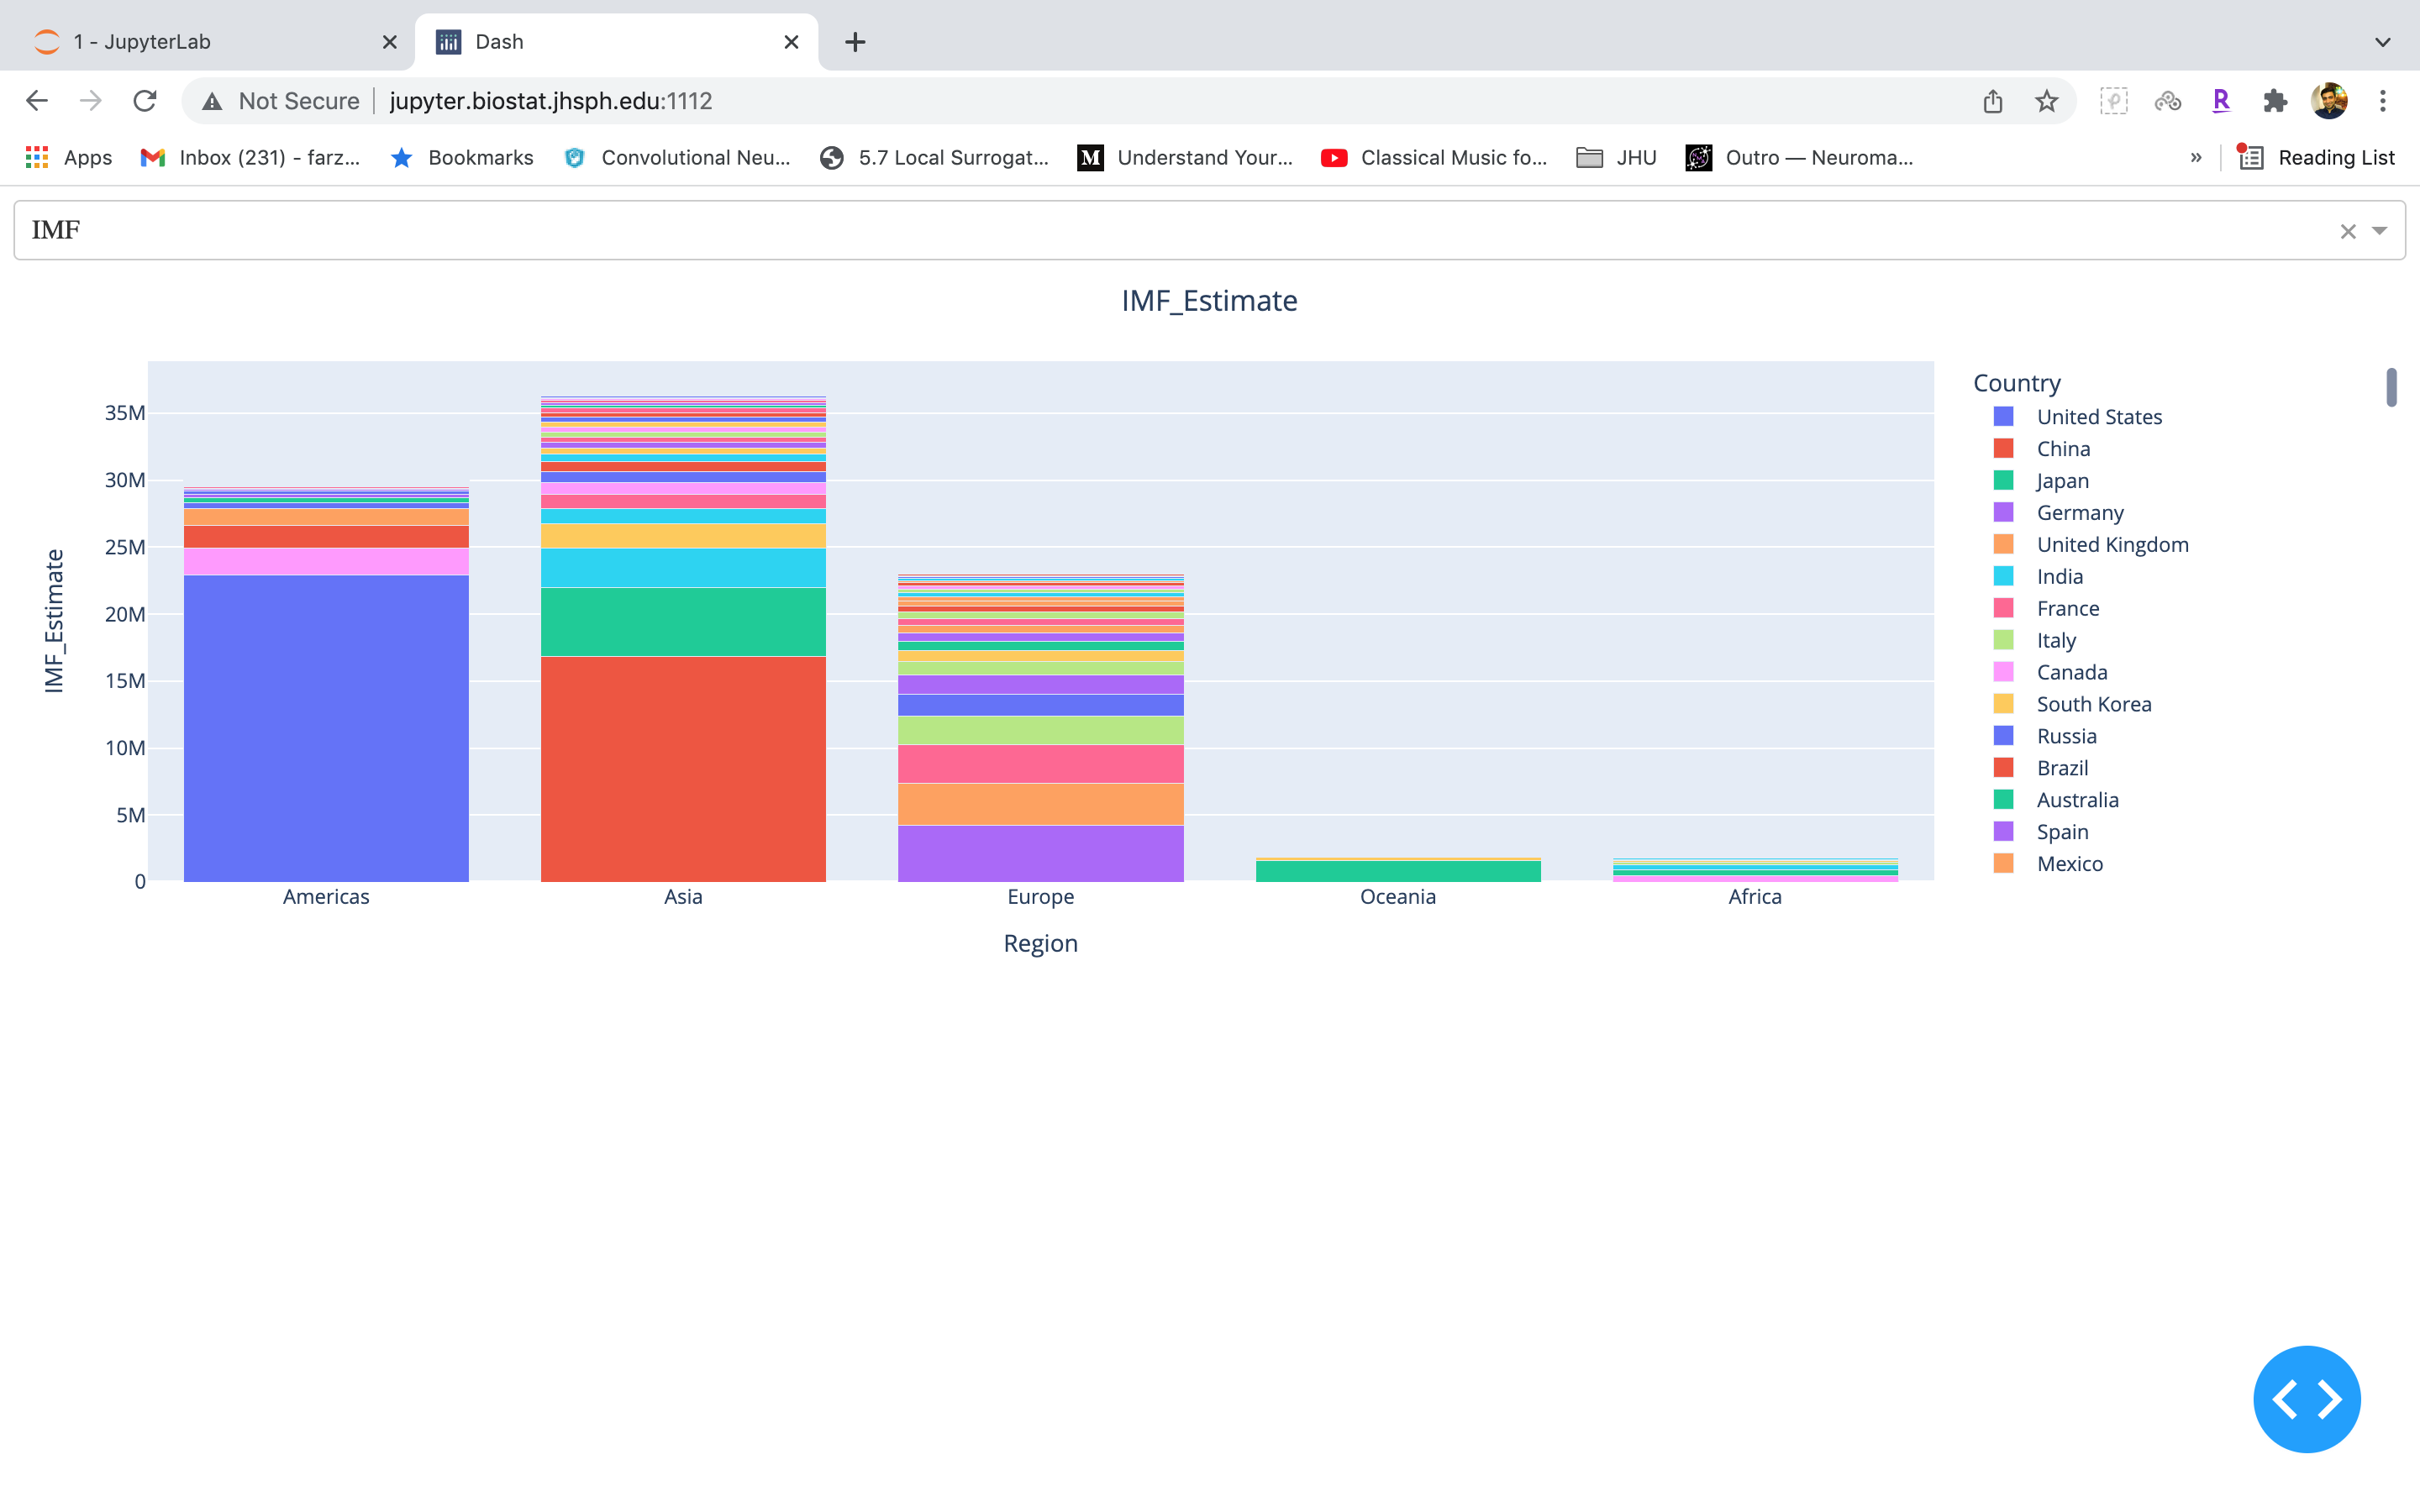 1 - JupyterLab
Dash
Not Secure jupyter.biostat.jhsph.edu:1112
R
Apps Inbox (231) - farz... Bookmarks Convolutional Neu... 5.7 Local Surrogat... M Understand Your... Classical Music fo... JHU Outro — Neuroma... » Reading List
IMF
IMF_Estimate
IMF_Estimate
35M
30M
25M
20M
15M
10M
5M
0
Americas Asia Europe Oceania Africa
Region
Country
United States
China
Japan
Germany
United Kingdom
India
France
Italy
Canada
South Korea
Russia
Brazil
Australia
Spain
Mexico